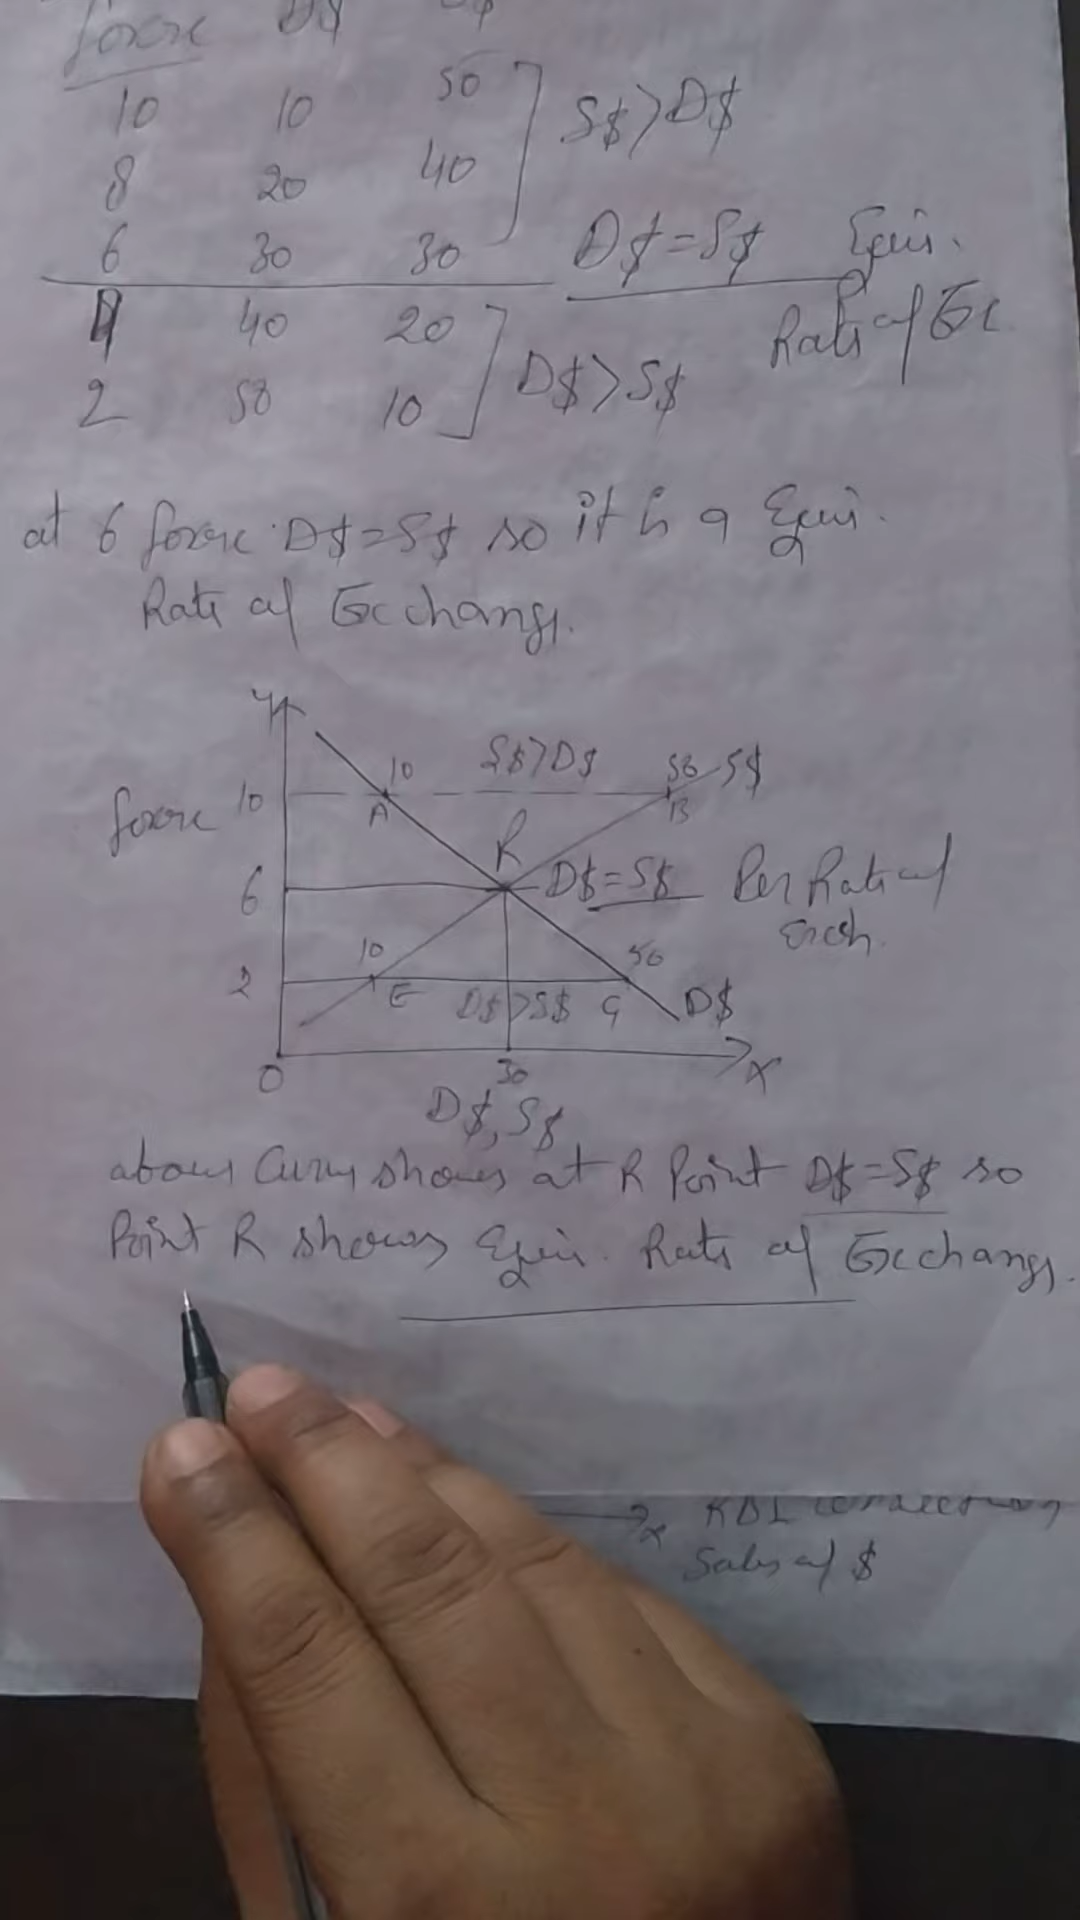 forex D$ S$
10 10 50
8 20 40 S$>D$
6 30 30 D$=S$ Equi.
Rate of Ex
4 40 20
2 50 10 D$>S$
at 6 forex D$=S$ so it is a Equi.
Rate of Exchange.
Y
forex
10 10 S$>D$ 50 S$
A B
R
6 D$=S$ Rate of
Exch.
10 50
2 E D$>S$ G D$
O 30 X
D$, S$
above Curve shows at R Point D$=S$ so
Point R shows Equi. Rate of Exchange.
x RBI
Sales of $